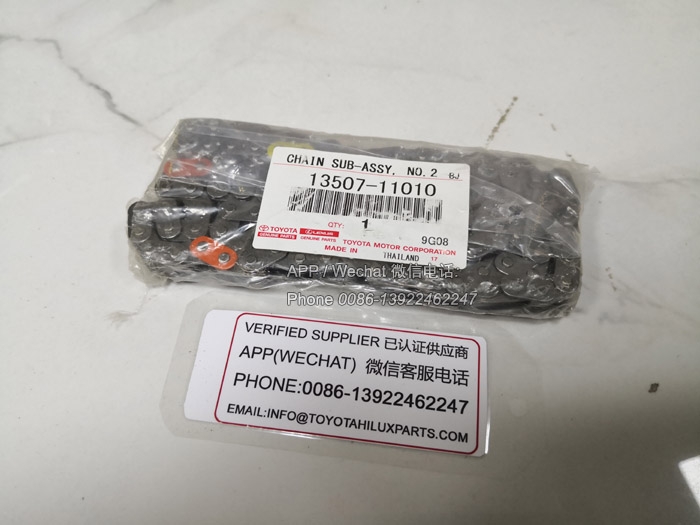 CHAIN SUB-ASSY, NO.2 BJ
13507-11010
QTY: 1
9G08
TOYOTA LEXUS TOYOTA MOTOR CORPORATION
GENUINE PARTS GENUINE PARTS
MADE IN THAILAND 17
APP / Wechat 微信电话:
Phone 0086-13922462247
VERIFIED SUPPLIER 已认证供应商
APP(WECHAT) 微信客服电话
PHONE:0086-13922462247
EMAIL:INFO@TOYOTAHILUXPARTS.COM